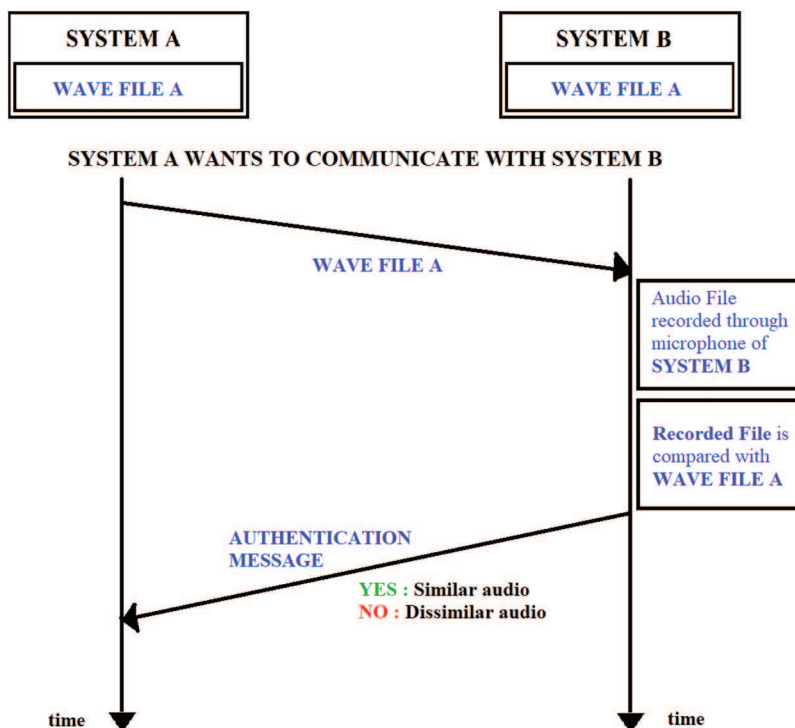 SYSTEM A
WAVE FILE A
SYSTEM B
WAVE FILE A
SYSTEM A WANTS TO COMMUNICATE WITH SYSTEM B
WAVE FILE A
Audio File
recorded through
microphone of
SYSTEM B
Recorded File is
compared with
WAVE FILE A
AUTHENTICATION
MESSAGE
YES : Similar audio
NO : Dissimilar audio
time
time